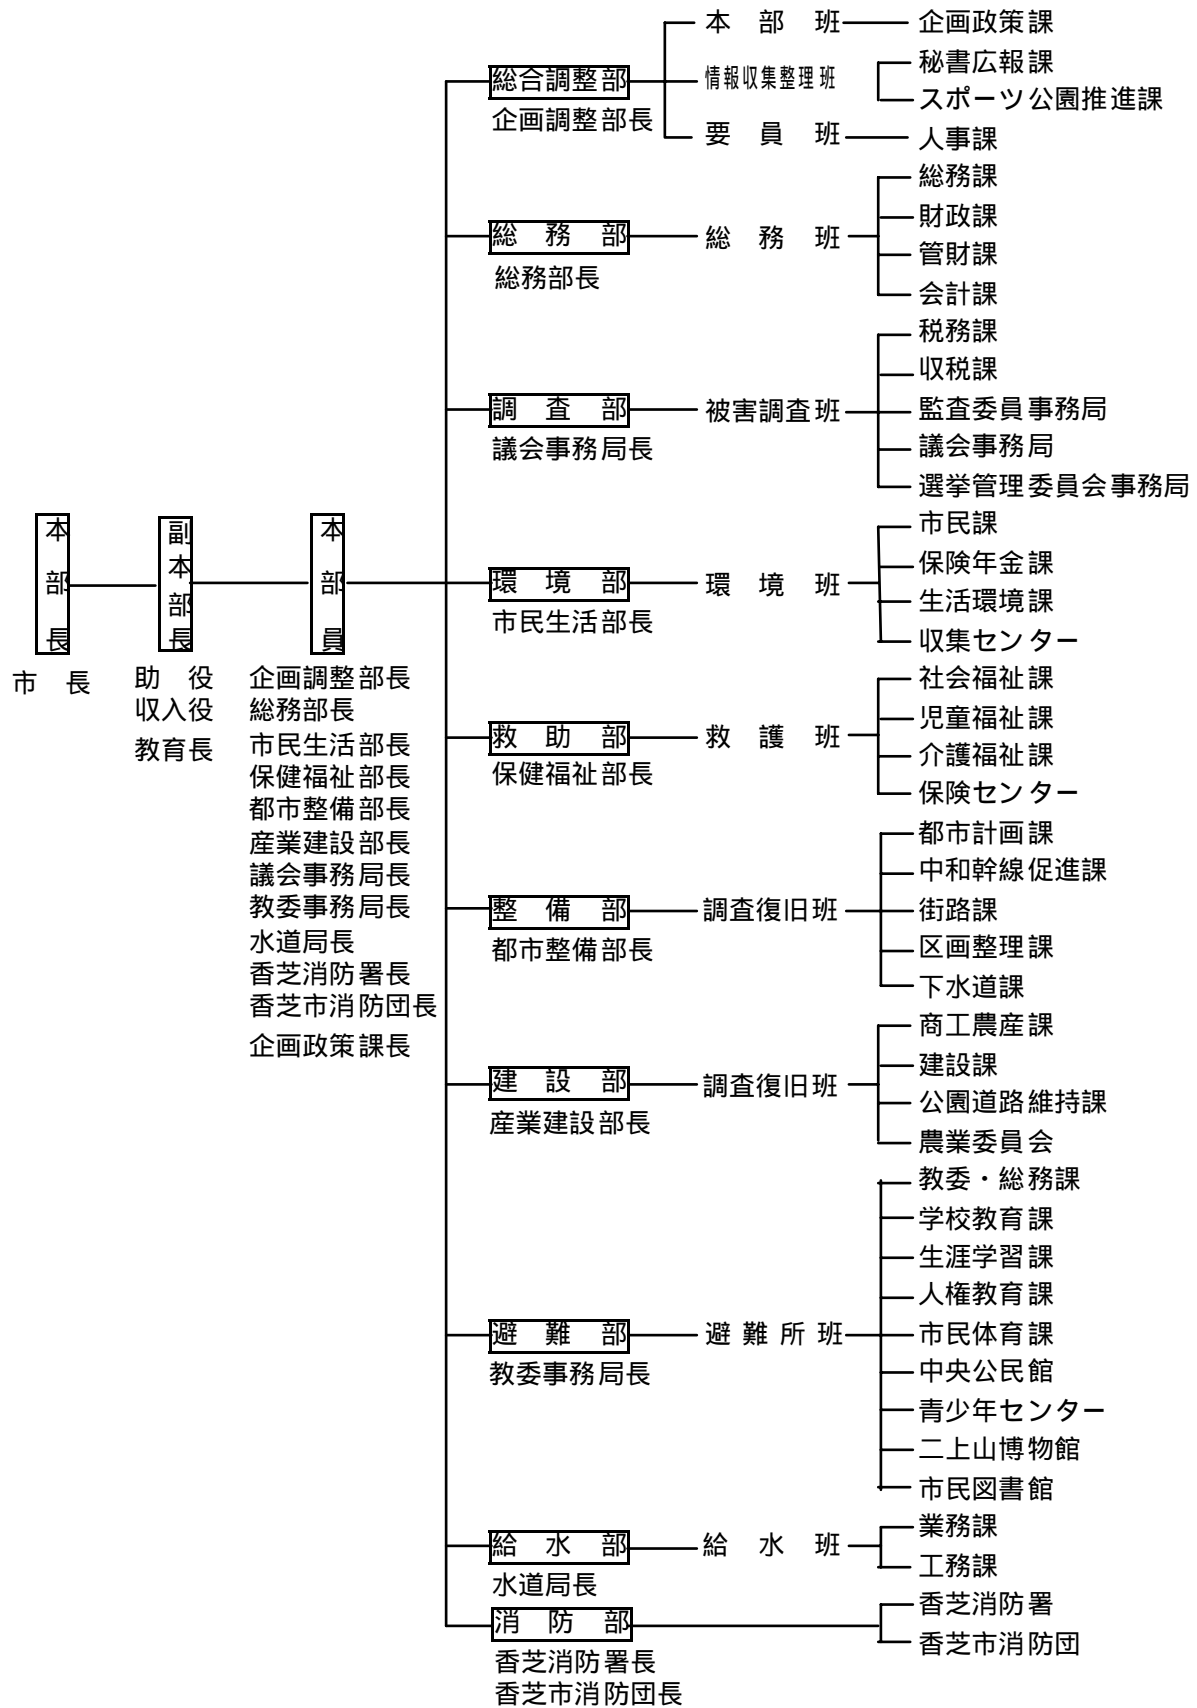 本部長
市長
副本部長
助役
収入役
教育長
本部員
企画調整部長
総務部長
市民生活部長
保健福祉部長
都市整備部長
産業建設部長
議会事務局長
教委事務局長
水道局長
香芝消防署長
香芝市消防団長
企画政策課長
総合調整部
企画調整部長
本部班
企画政策課
情報収集整理班
秘書広報課
スポーツ公園推進課
要員班
人事課
総務部
総務部長
総務班
総務課
財政課
管財課
会計課
調査部
議会事務局長
被害調査班
税務課
収税課
監査委員事務局
議会事務局
選挙管理委員会事務局
環境部
市民生活部長
環境班
市民課
保険年金課
生活環境課
収集センター
救助部
保健福祉部長
救護班
社会福祉課
児童福祉課
介護福祉課
保険センター
整備部
都市整備部長
調査復旧班
都市計画課
中和幹線促進課
街路課
区画整理課
下水道課
建設部
産業建設部長
調査復旧班
商工農産課
建設課
公園道路維持課
農業委員会
避難部
教委事務局長
避難所班
教委・総務課
学校教育課
生涯学習課
人権教育課
市民体育課
中央公民館
青少年センター
二上山博物館
市民図書館
給水部
水道局長
給水班
業務課
工務課
消防部
香芝消防署長
香芝市消防団長
香芝消防署
香芝市消防団